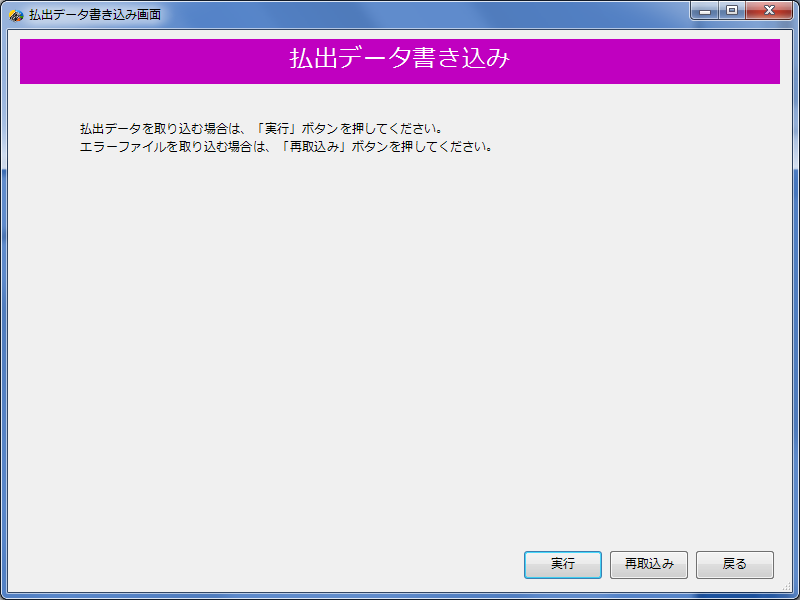 払出データ書き込み画面
払出データ書き込み
払出データを取り込む場合は、「実行」ボタンを押してください。
エラーファイルを取り込む場合は、「再取込み」ボタンを押してください。
実行
再取込み
戻る